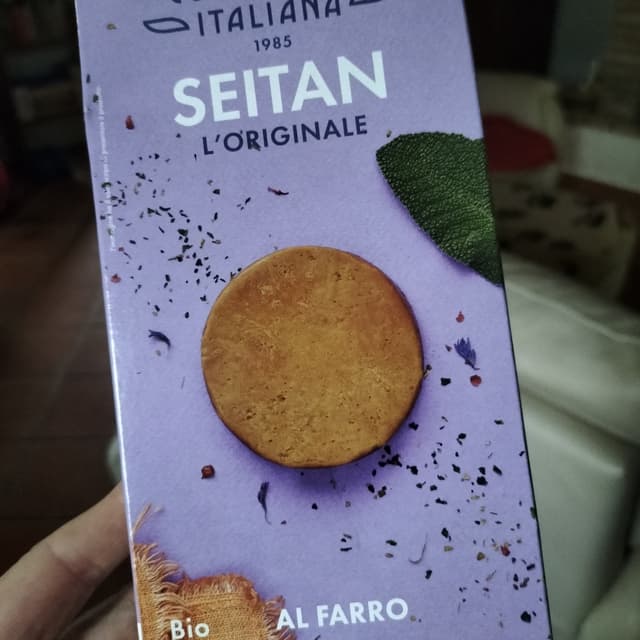 ITALIANA
1985
SEITAN
L'ORIGINALE
Bio
AL FARRO